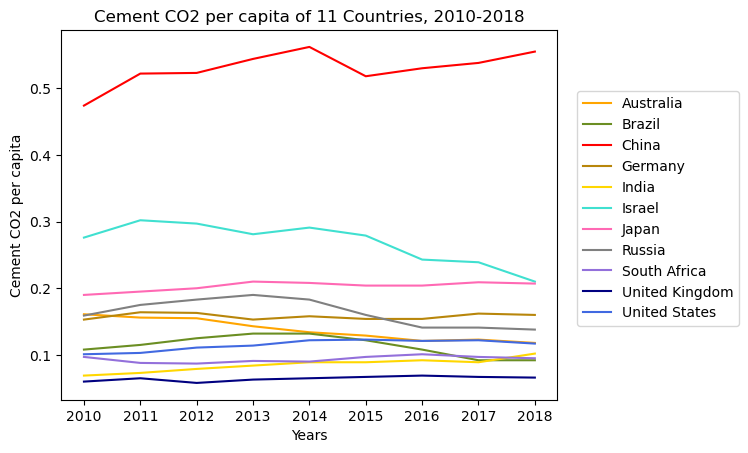 Cement CO2 per capita of 11 Countries, 2010-2018
Cement CO2 per capita
0.5
0.4
0.3
0.2
0.1
2010 2011 2012 2013 2014 2015 2016 2017 2018
Years
Australia
Brazil
China
Germany
India
Israel
Japan
Russia
South Africa
United Kingdom
United States